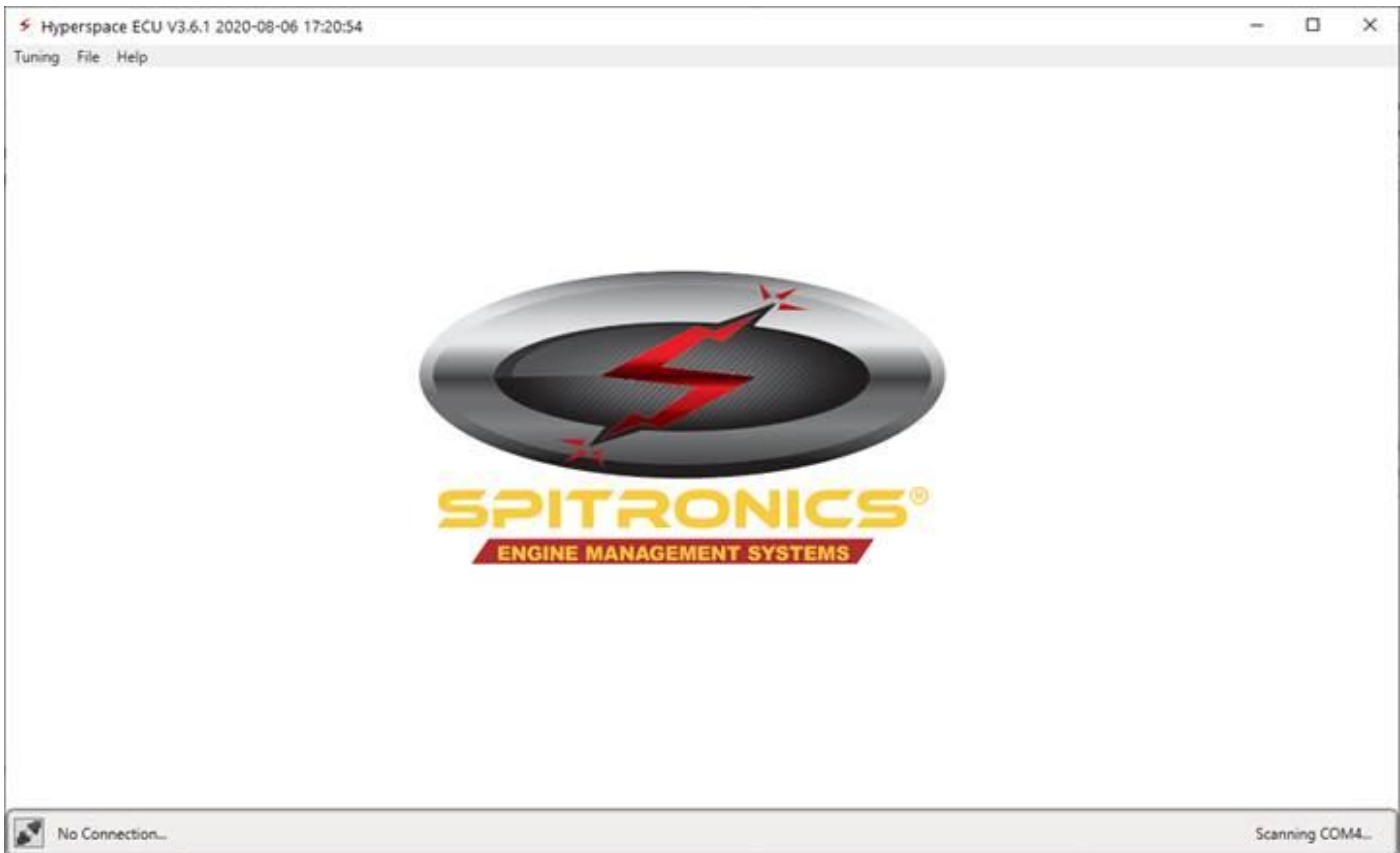 Hyperspace ECU V3.6.1 2020-08-06 17:20:54
Tuning File Help
SPITRONICS®
ENGINE MANAGEMENT SYSTEMS
No Connection...
Scanning COM4...